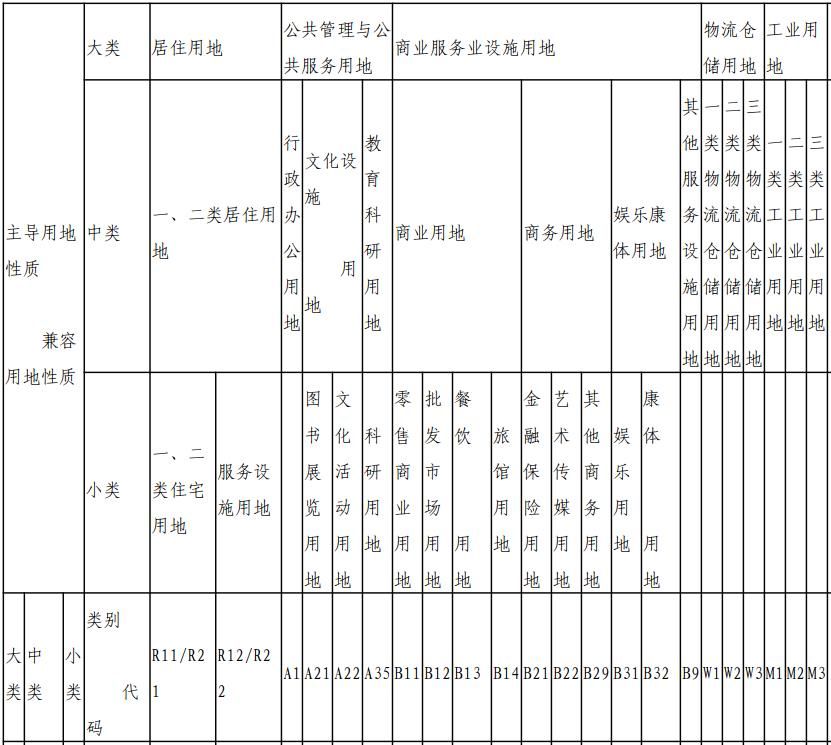 主导用地
性质
兼容
用地性质
大类
居住用地
公共管理与公
共服务用地
商业服务业设施用地
物流仓
储用地
工业用
地
中类
一、二类居住用
地
行政办公用地
文化设
施
用
地
教育科研用地
商业用地
商务用地
娱乐康
体用地
其他服务设施用地
一类物流仓储用地
二类物流仓储用地
三类物流仓储用地
一类工业用地
二类工业用地
三类工业用地
小类
一、二
类住宅
用地
服务设
施用地
图书展览用地
文化活动用地
科研用地
零售商业用地
批发市场用地
餐饮用地
旅馆用地
金融保险用地
艺术传媒用地
其他商务用地
娱乐用地
康体用地
大类
中类
小类
类别
代
码
R11/R2
1
R12/R2
2
A1
A21
A22
A35
B11
B12
B13
B14
B21
B22
B29
B31
B32
B9
W1
W2
W3
M1
M2
M3